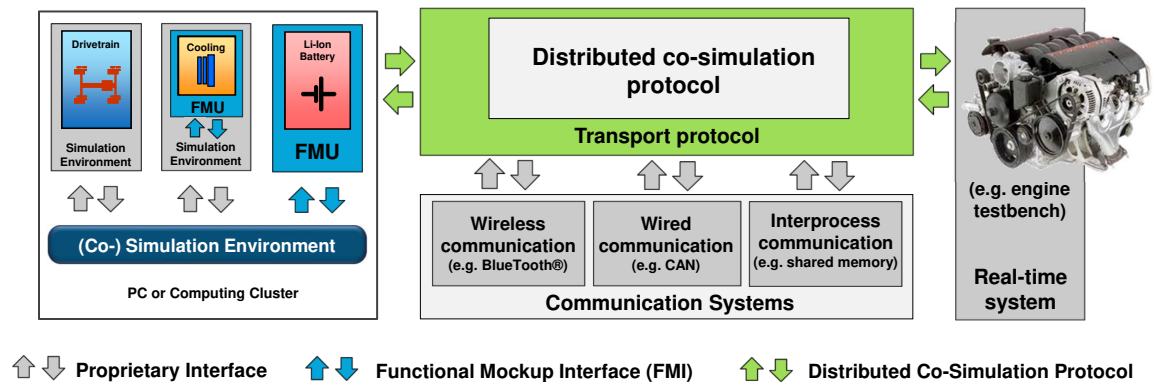 Drivetrain
Simulation
Environment
Cooling
FMU
Simulation
Environment
Li-Ion
Battery
FMU
(Co-) Simulation Environment
PC or Computing Cluster
Distributed co-simulation
protocol
Transport protocol
Wireless
communication
(e.g. BlueTooth®)
Wired
communication
(e.g. CAN)
Interprocess
communication
(e.g. shared memory)
Communication Systems
(e.g. engine
testbench)
Real-time
system
Proprietary Interface
Functional Mockup Interface (FMI)
Distributed Co-Simulation Protocol